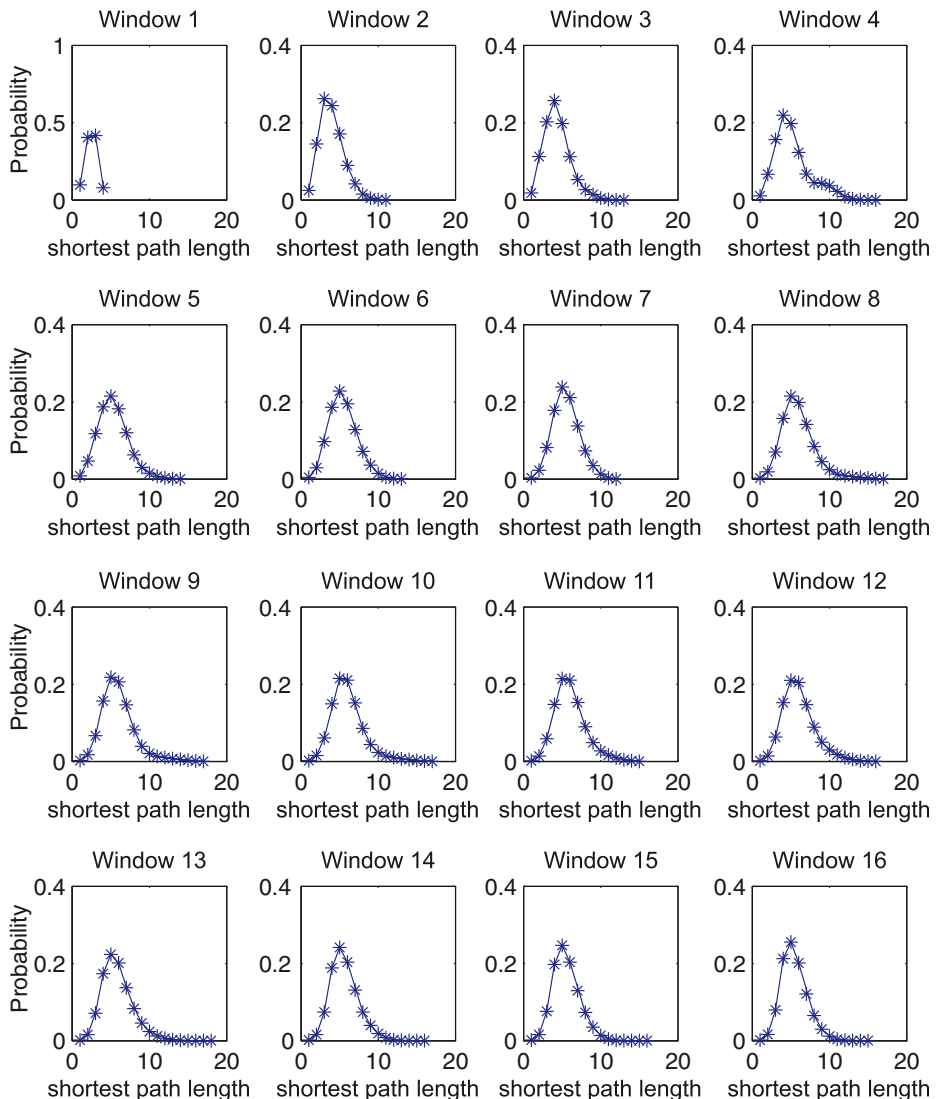 Window 1 Window 2 Window 3 Window 4
1 0.4 0.4 0.4
Probability
0.5 0.2 0.2 0.2
0 0 0 0
0 10 20 0 10 20 0 10 20 0 10 20
shortest path length shortest path length shortest path length shortest path length
Window 5 Window 6 Window 7 Window 8
0.4 0.4 0.4 0.4
Probability
0.2 0.2 0.2 0.2
0 0 0 0
0 10 20 0 10 20 0 10 20 0 10 20
shortest path length shortest path length shortest path length shortest path length
Window 9 Window 10 Window 11 Window 12
0.4 0.4 0.4 0.4
Probability
0.2 0.2 0.2 0.2
0 0 0 0
0 10 20 0 10 20 0 10 20 0 10 20
shortest path length shortest path length shortest path length shortest path length
Window 13 Window 14 Window 15 Window 16
0.4 0.4 0.4 0.4
Probability
0.2 0.2 0.2 0.2
0 0 0 0
0 10 20 0 10 20 0 10 20 0 10 20
shortest path length shortest path length shortest path length shortest path length